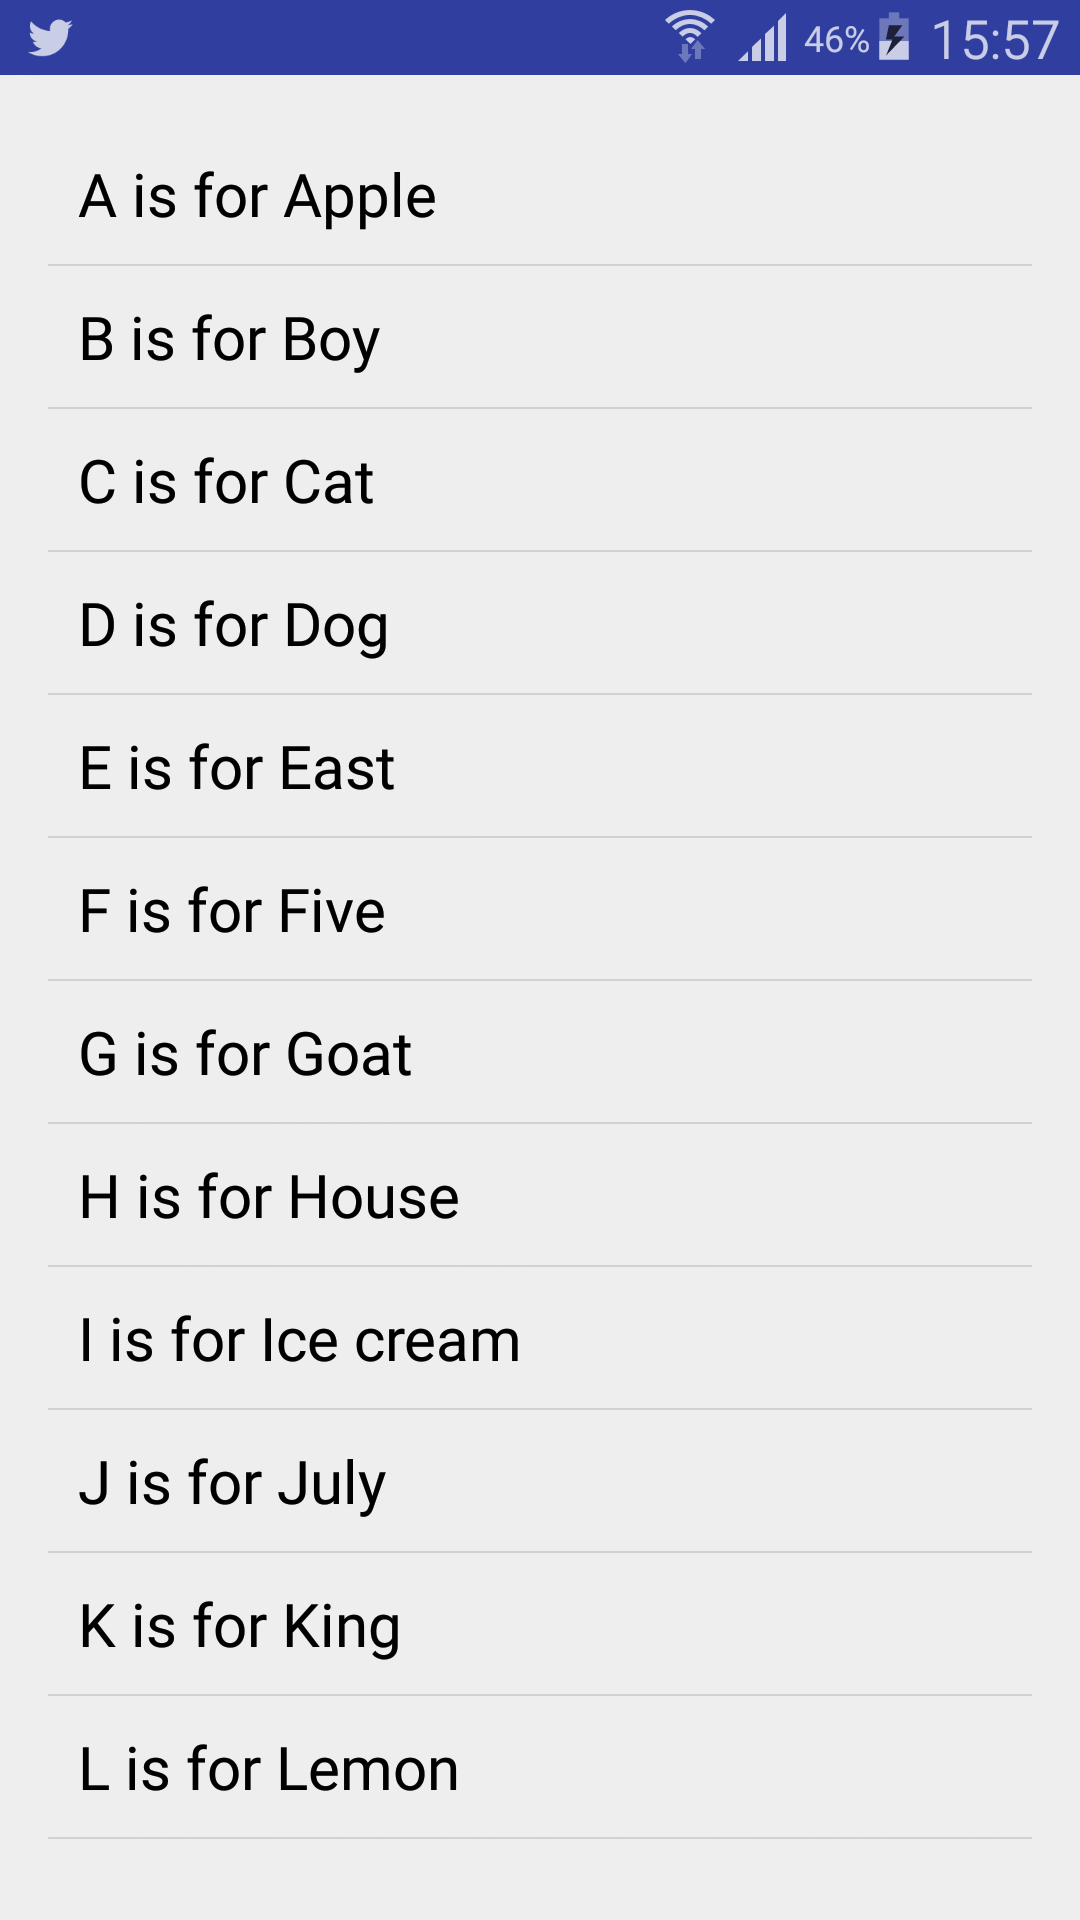 46% 15:57
A is for Apple
B is for Boy
C is for Cat
D is for Dog
E is for East
F is for Five
G is for Goat
H is for House
I is for Ice cream
J is for July
K is for King
L is for Lemon